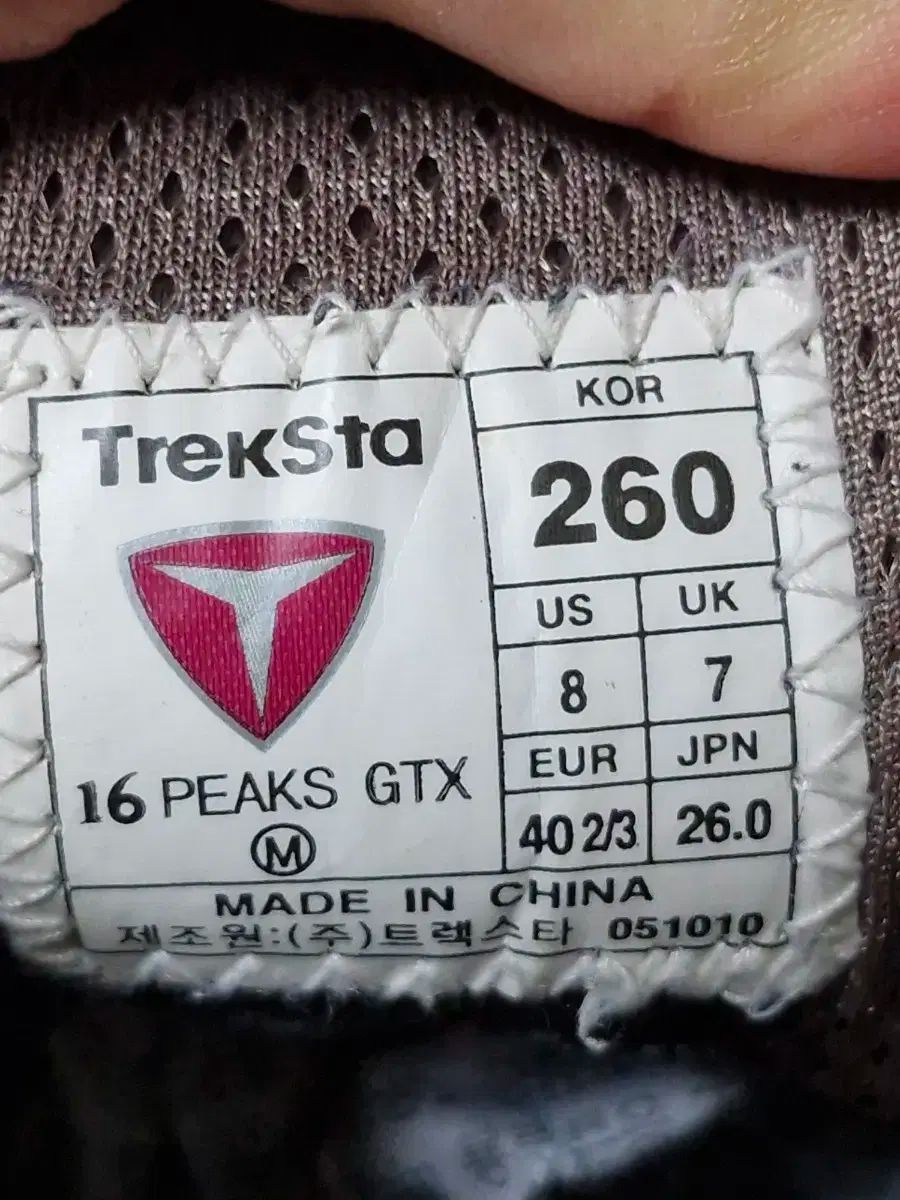 TrekSta
16 PEAKS GTX
M
KOR
260
US UK
8 7
EUR JPN
40 2/3 26.0
MADE IN CHINA
제조원:(주)트렉스타 051010